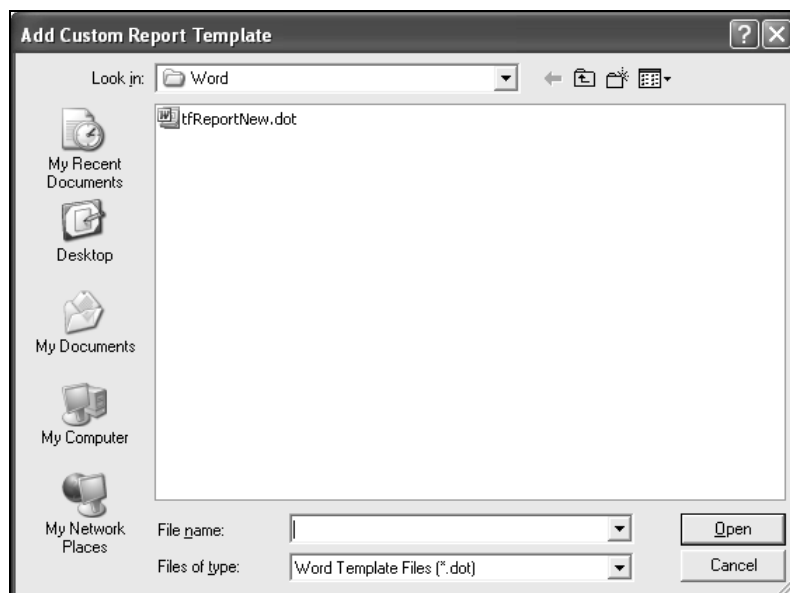 Add Custom Report Template
Look in:
Word
tfReportNew.dot
My Recent
Documents
Desktop
My Documents
My Computer
My Network
Places
File name:
Open
Files of type:
Word Template Files (*.dot)
Cancel